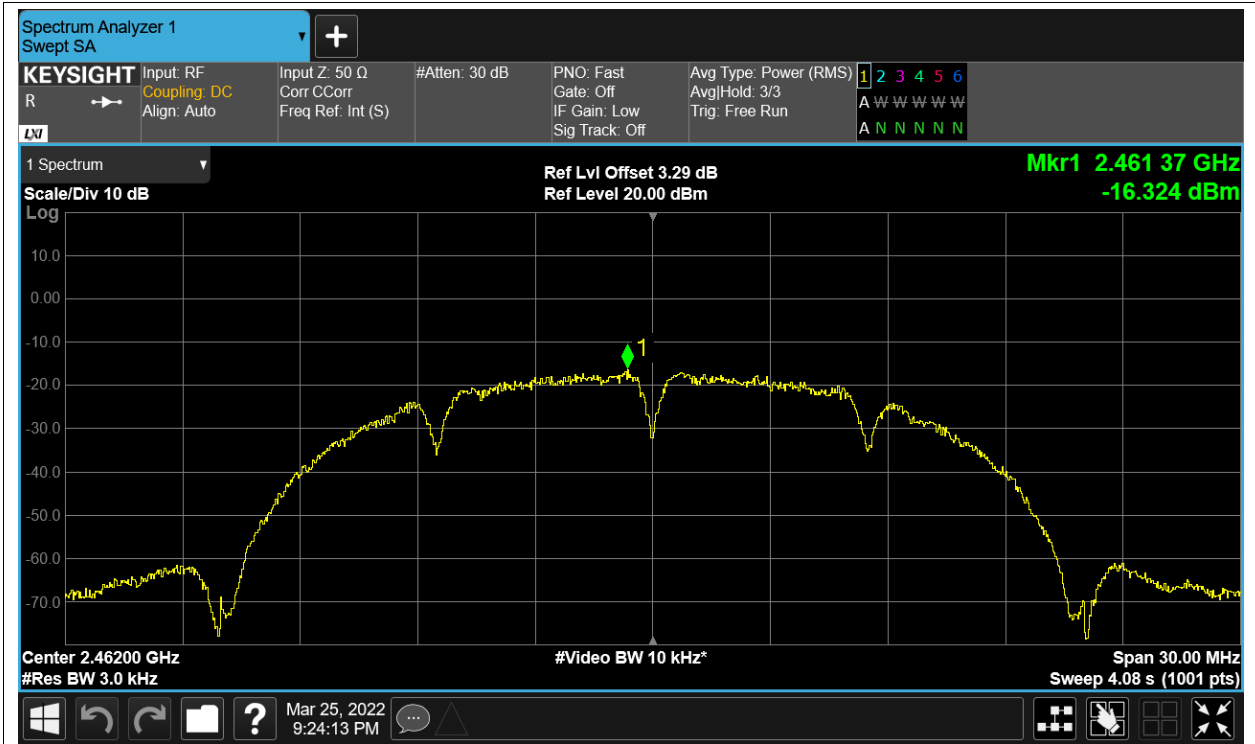 Spectrum Analyzer 1
Swept SA
KEYSIGHT
R
LXI
Input: RF
Coupling: DC
Align: Auto
Input Z: 50 Ω
Corr CCorr
Freq Ref: Int (S)
#Atten: 30 dB
PNO: Fast
Gate: Off
IF Gain: Low
Sig Track: Off
Avg Type: Power (RMS)
Avg|Hold: 3/3
Trig: Free Run
1 2 3 4 5 6
A W W W W W
A N N N N N
1 Spectrum
Scale/Div 10 dB
Log
Ref Lvl Offset 3.29 dB
Ref Level 20.00 dBm
Mkr1 2.461 37 GHz
-16.324 dBm
10.0
0.00
-10.0
1
-20.0
-30.0
-40.0
-50.0
-60.0
-70.0
Center 2.46200 GHz
#Video BW 10 kHz*
Span 30.00 MHz
#Res BW 3.0 kHz
Sweep 4.08 s (1001 pts)
?
Mar 25, 2022
9:24:13 PM